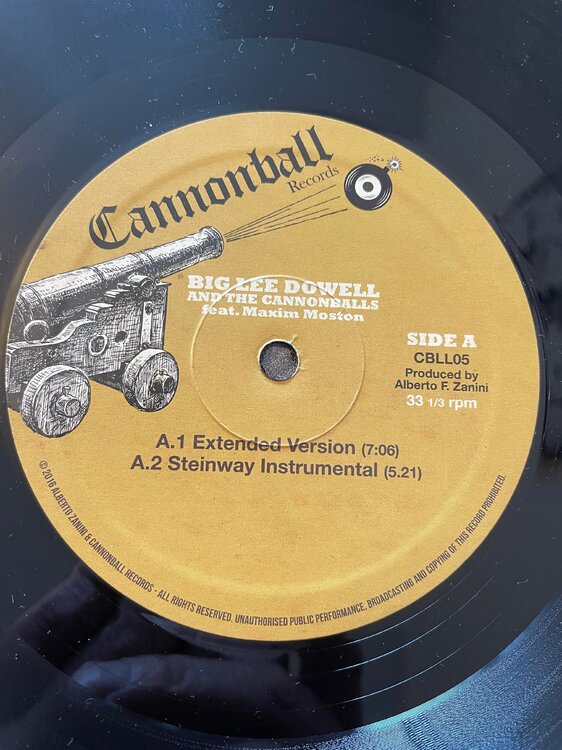 Cannonball
Records
BIG LEE DOWELL
AND THE CANNONBALLS
feat. Maxim Moston
SIDE A
CBLL05
Produced by
Alberto F. Zanini
33 1/3 rpm
A.1 Extended Version (7:06)
A.2 Steinway Instrumental (5.21)
© 2016 ALBERTO ZANINI & CANNONBALL RECORDS - ALL RIGHTS RESERVED. UNAUTHORISED PUBLIC PERFORMANCE. BROADCASTING AND COPYING OF THIS RECORD PROHIBITED.